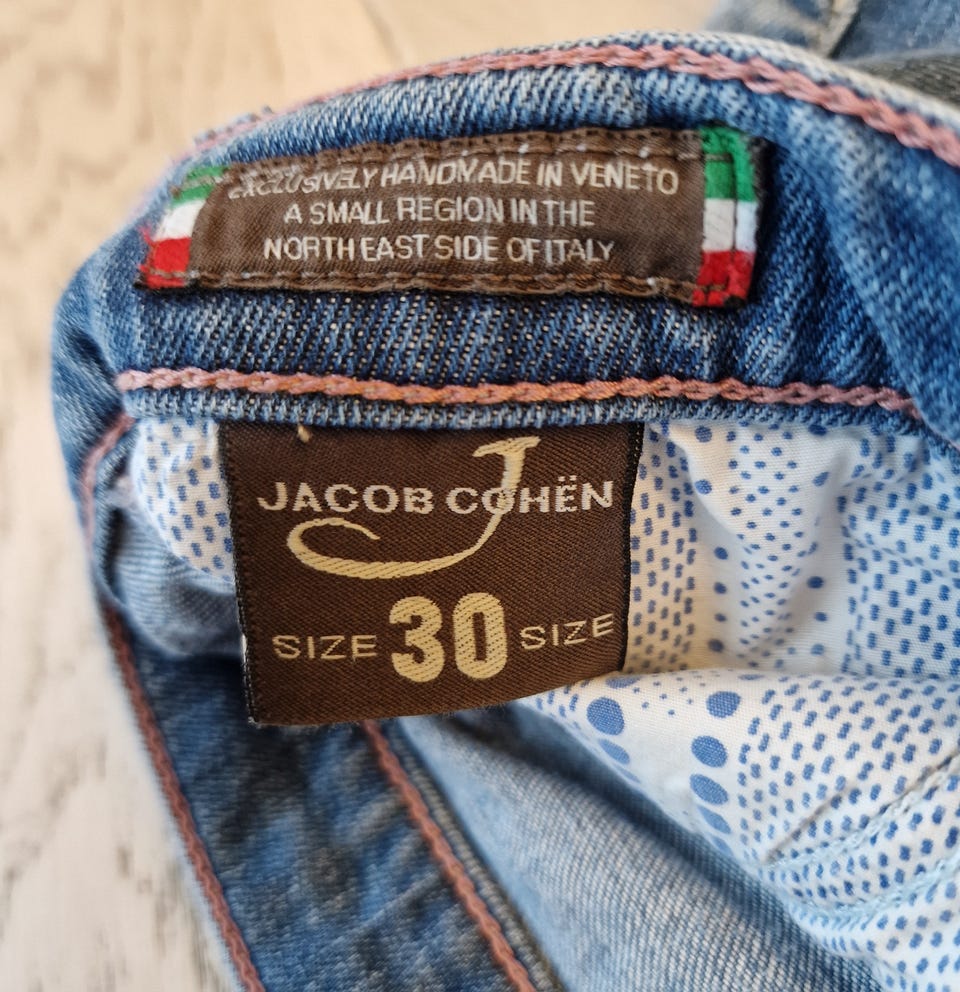 EXCLUSIVELY HANDMADE IN VENETO
A SMALL REGION IN THE
NORTH EAST SIDE OF ITALY
J
JACOB COHËN
SIZE 30 SIZE